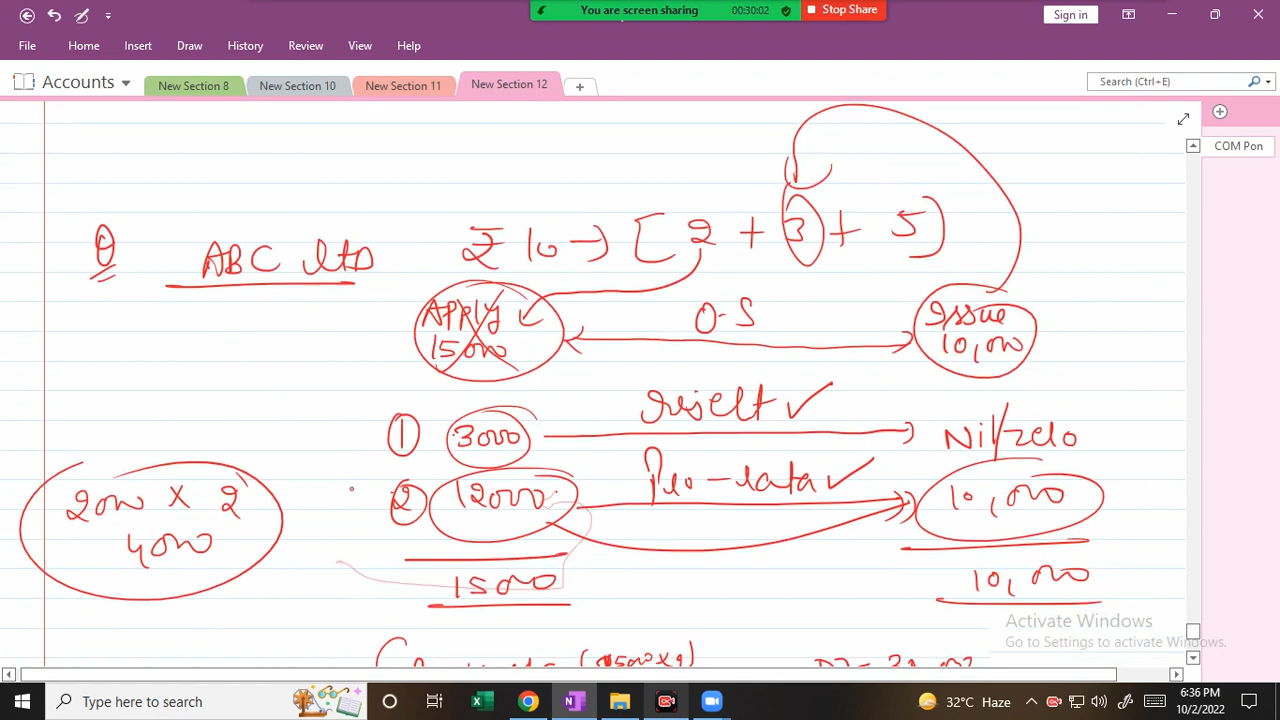 You are screen sharing 00:30:02 Stop Share
Sign in
File Home Insert Draw History Review View Help
Accounts New Section 8 New Section 10 New Section 11 New Section 12 +
Search (Ctrl+E)
COM Pon
Q ABC ltd ₹ 10 → [2 + 3 + 5]
Apply O.S Issue
15000 10,000
① 3000 Reject ✓ Nil/zero
② 12000 Pro-rata ✓ 10,000
2000 X 2
4000
15000 10,000
Activate Windows
Go to Settings to activate Windows.
(15000x2)
Type here to search
32°C Haze
6:36 PM
10/2/2022